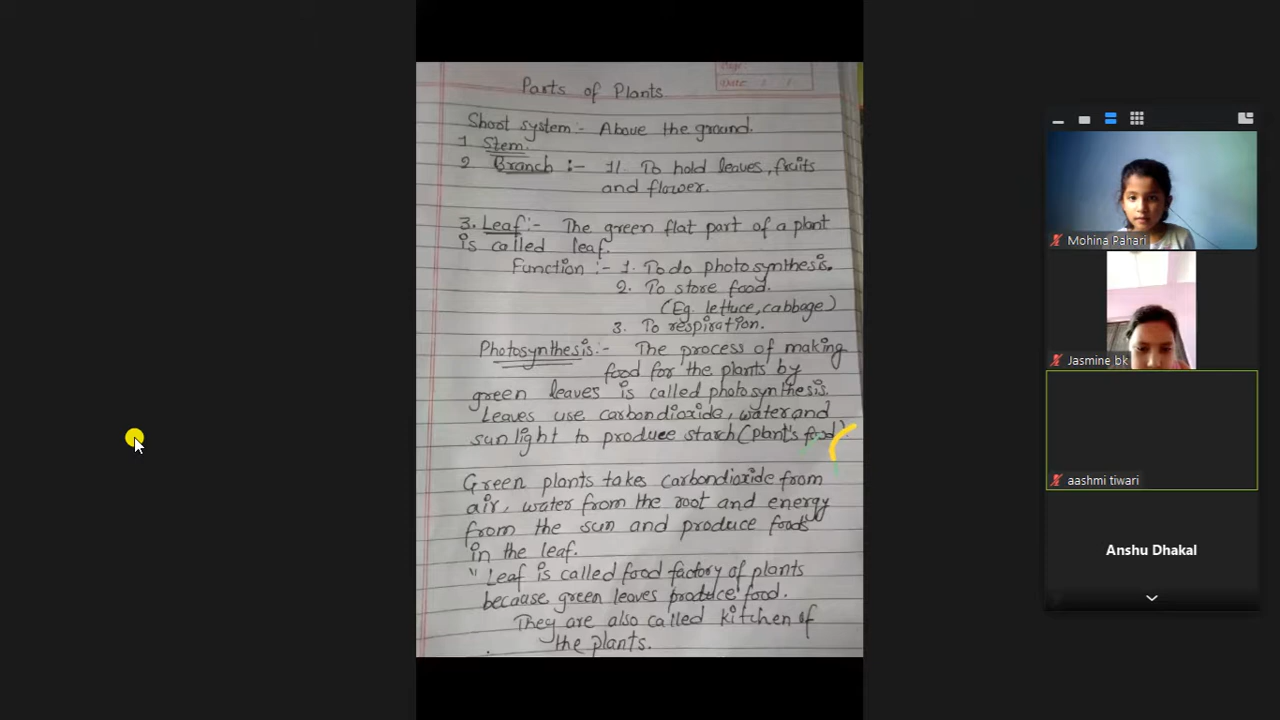 Page:
Date: / /
Parts of Plants
Shoot system:- Above the ground.
1 Stem.
2 Branch :- 1/. To hold leaves, fruits
and flower.
3. Leaf:- The green flat part of a plant
is called leaf.
Function :- 1. To do photosynthesis.
2. To store food.
(Eg. lettuce, cabbage)
3. To respiration.
Photosynthesis:- The process of making
food for the plants by
green leaves is called photosynthesis.
Leaves use carbondioxide, water and
sunlight to produce starch (plant's food)
Green plants takes carbondioxide from
air, water from the root and energy
from the sun and produce foods
in the leaf.
"Leaf is called food factory of plants
because green leaves produce food.
They are also called kitchen of
the plants.
Mohina Pahari
Jasmine bk
aashmi tiwari
Anshu Dhakal